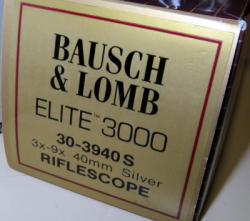 BAUSCH
& LOMB
ELITE™ 3000
30-3940 S
3x-9x 40mm Silver
RIFLESCOPE